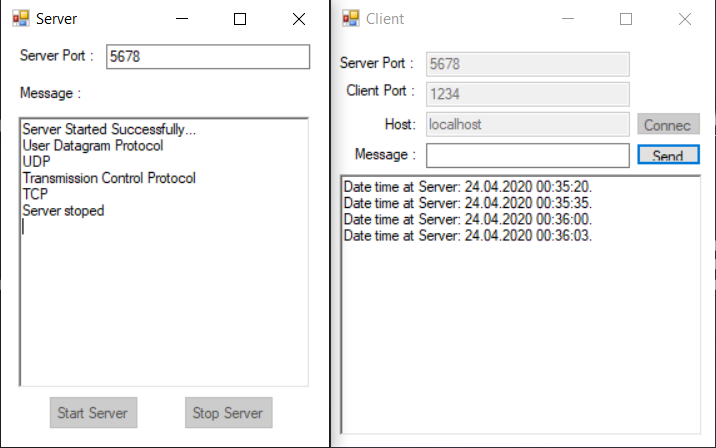 Server
Server Port :
5678
Message :
Server Started Successfully...
User Datagram Protocol
UDP
Transmission Control Protocol
TCP
Server stoped
Start Server
Stop Server
Client
Server Port :
5678
Client Port :
1234
Host:
localhost
Connec
Message :
Send
Date time at Server: 24.04.2020 00:35:20.
Date time at Server: 24.04.2020 00:35:35.
Date time at Server: 24.04.2020 00:36:00.
Date time at Server: 24.04.2020 00:36:03.